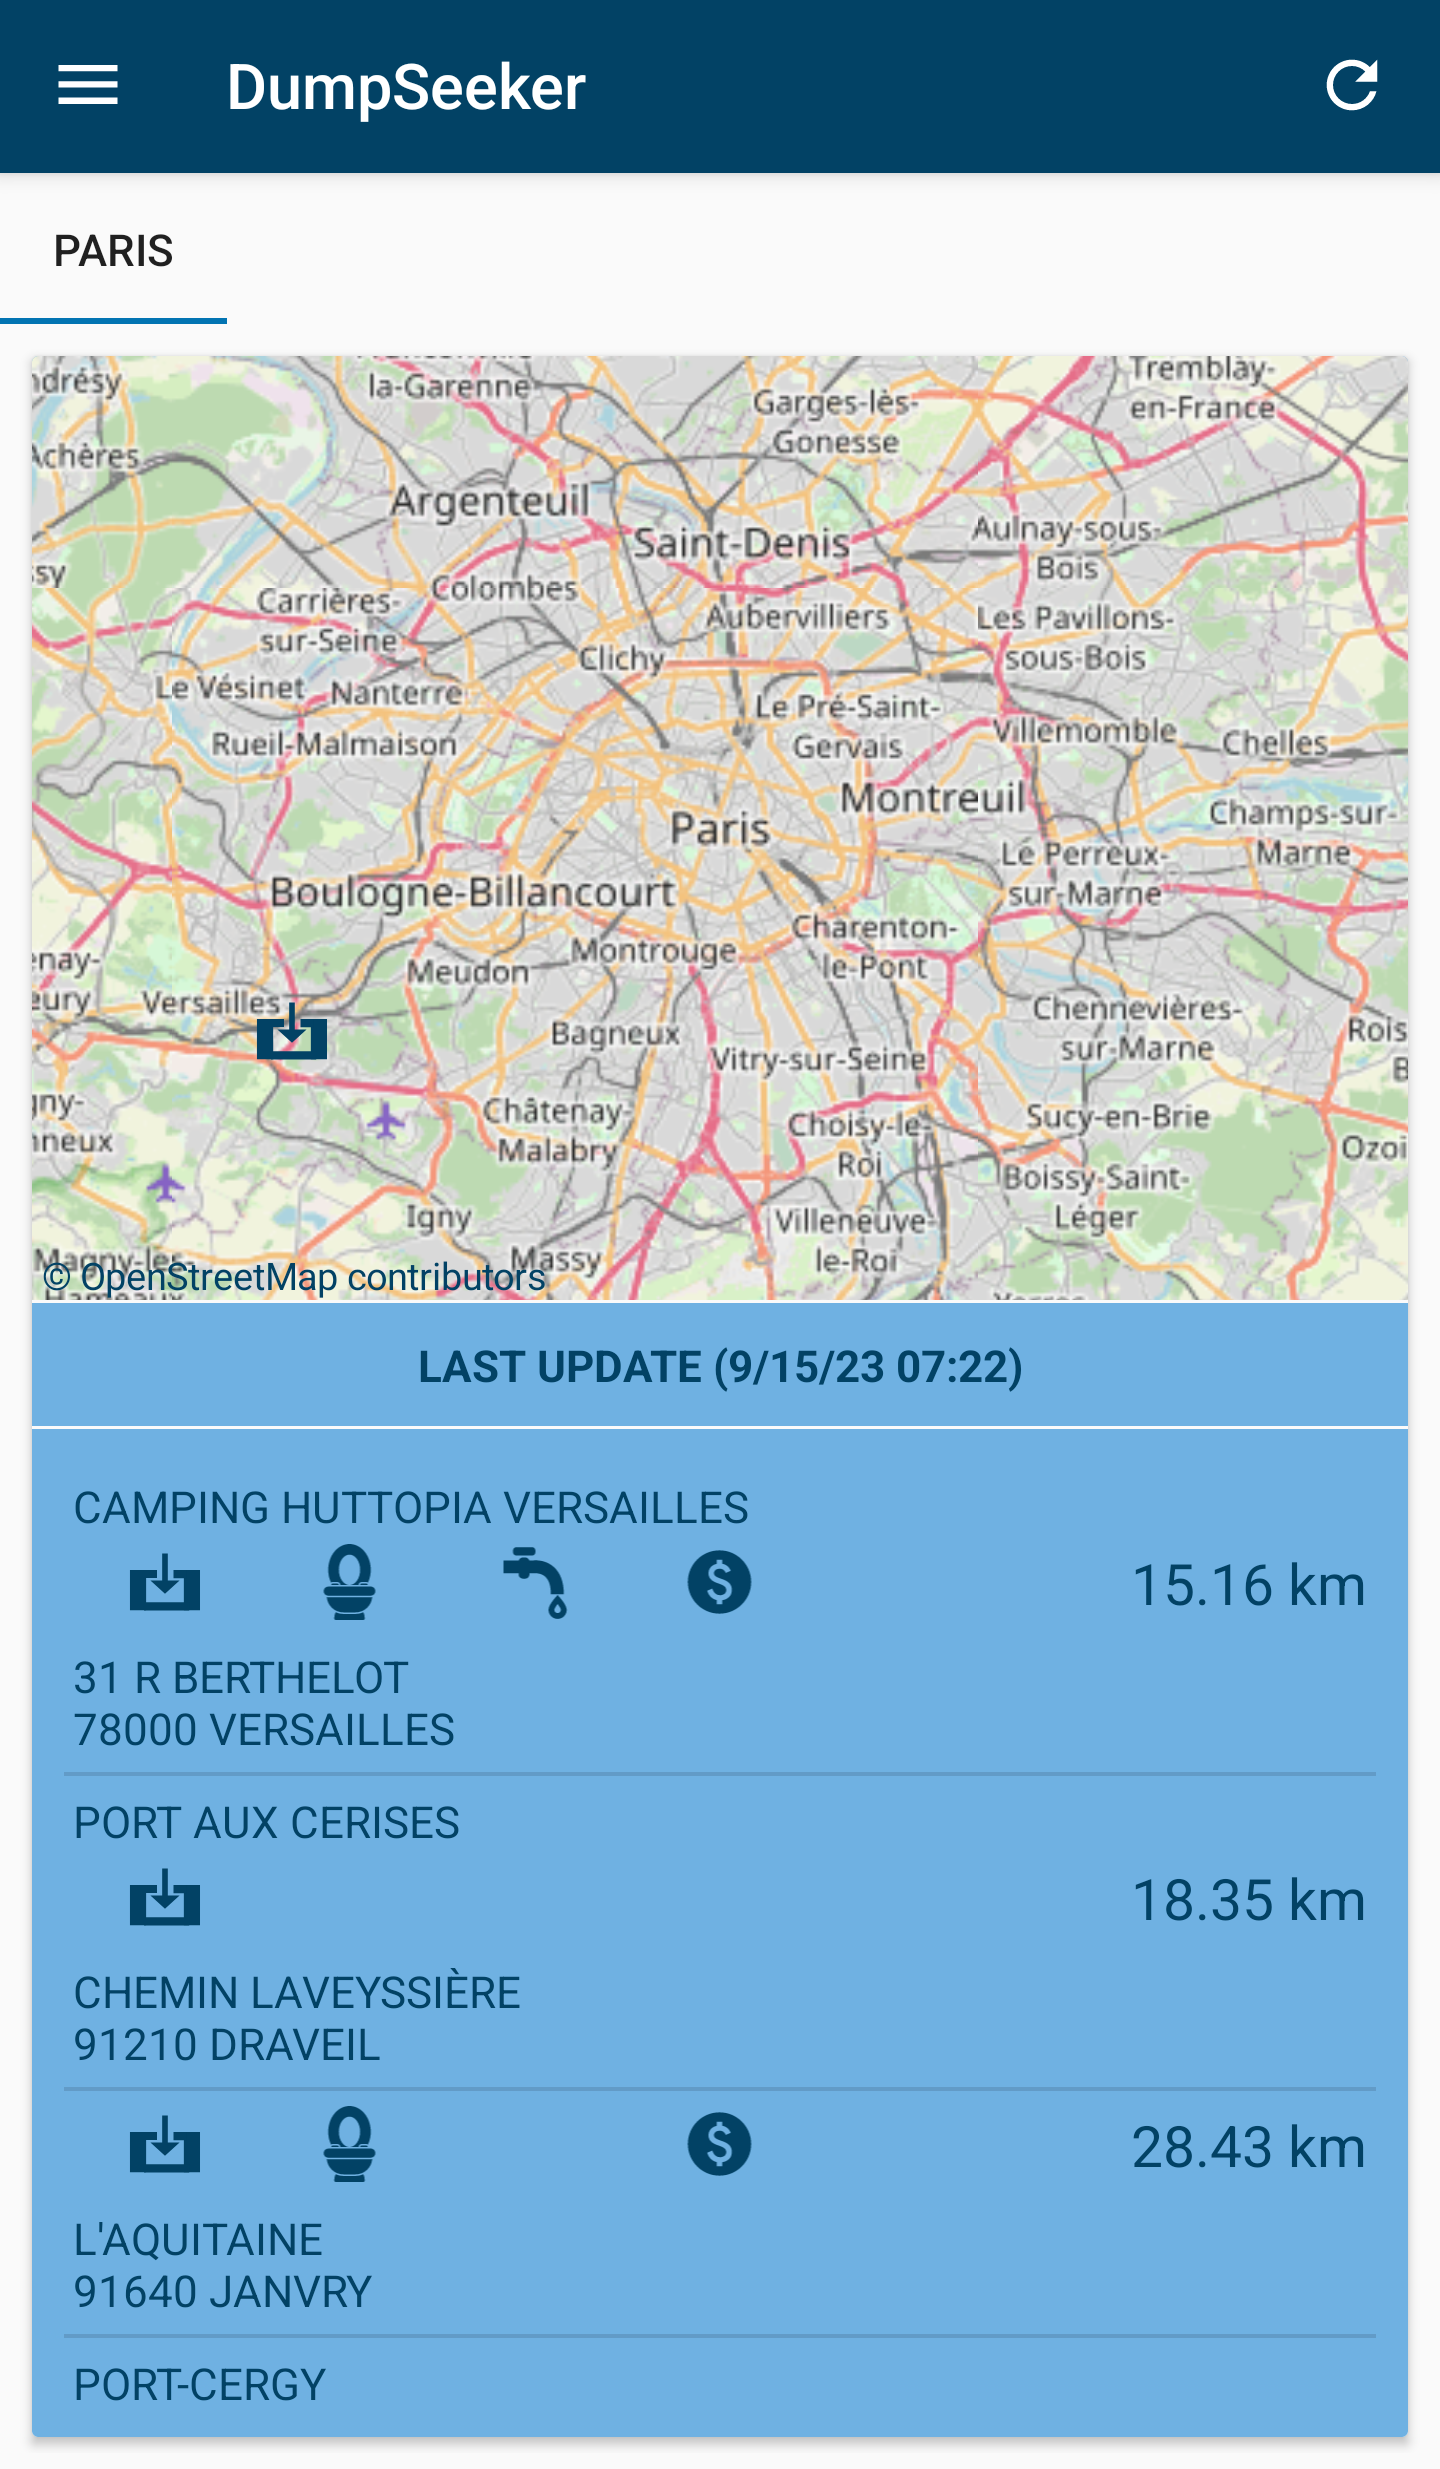 DumpSeeker
PARIS
la-Garenne
Tremblay-
en-France
Garges-lès-
Gonesse
Argenteuil
Saint-Denis
Aulnay-sous-
Bois
Colombes
Carrières-
sur-Seine
Aubervilliers
Les Pavillons-
sous-Bois
Clichy
Le Vésinet
Nanterre
Le Pré-Saint-
Gervais
Rueil-Malmaison
Villemomble
Chelles
Montreuil
Champs-sur-
Marne
Paris
Le Perreux-
sur-Marne
Boulogne-Billancourt
Charenton-
le-Pont
Montrouge
Meudon
Versailles
Chennevières-
sur-Marne
Bagneux
Vitry-sur-Seine
Châtenay-
Malabry
Choisy-le-
Roi
Sucy-en-Brie
Boissy-Saint-
Léger
Igny
Villeneuve-
le-Roi
Massy
© OpenStreetMap contributors
LAST UPDATE (9/15/23 07:22)
CAMPING HUTTOPIA VERSAILLES
15.16 km
31 R BERTHELOT
78000 VERSAILLES
PORT AUX CERISES
18.35 km
CHEMIN LAVEYSSIÈRE
91210 DRAVEIL
28.43 km
L'AQUITAINE
91640 JANVRY
PORT-CERGY